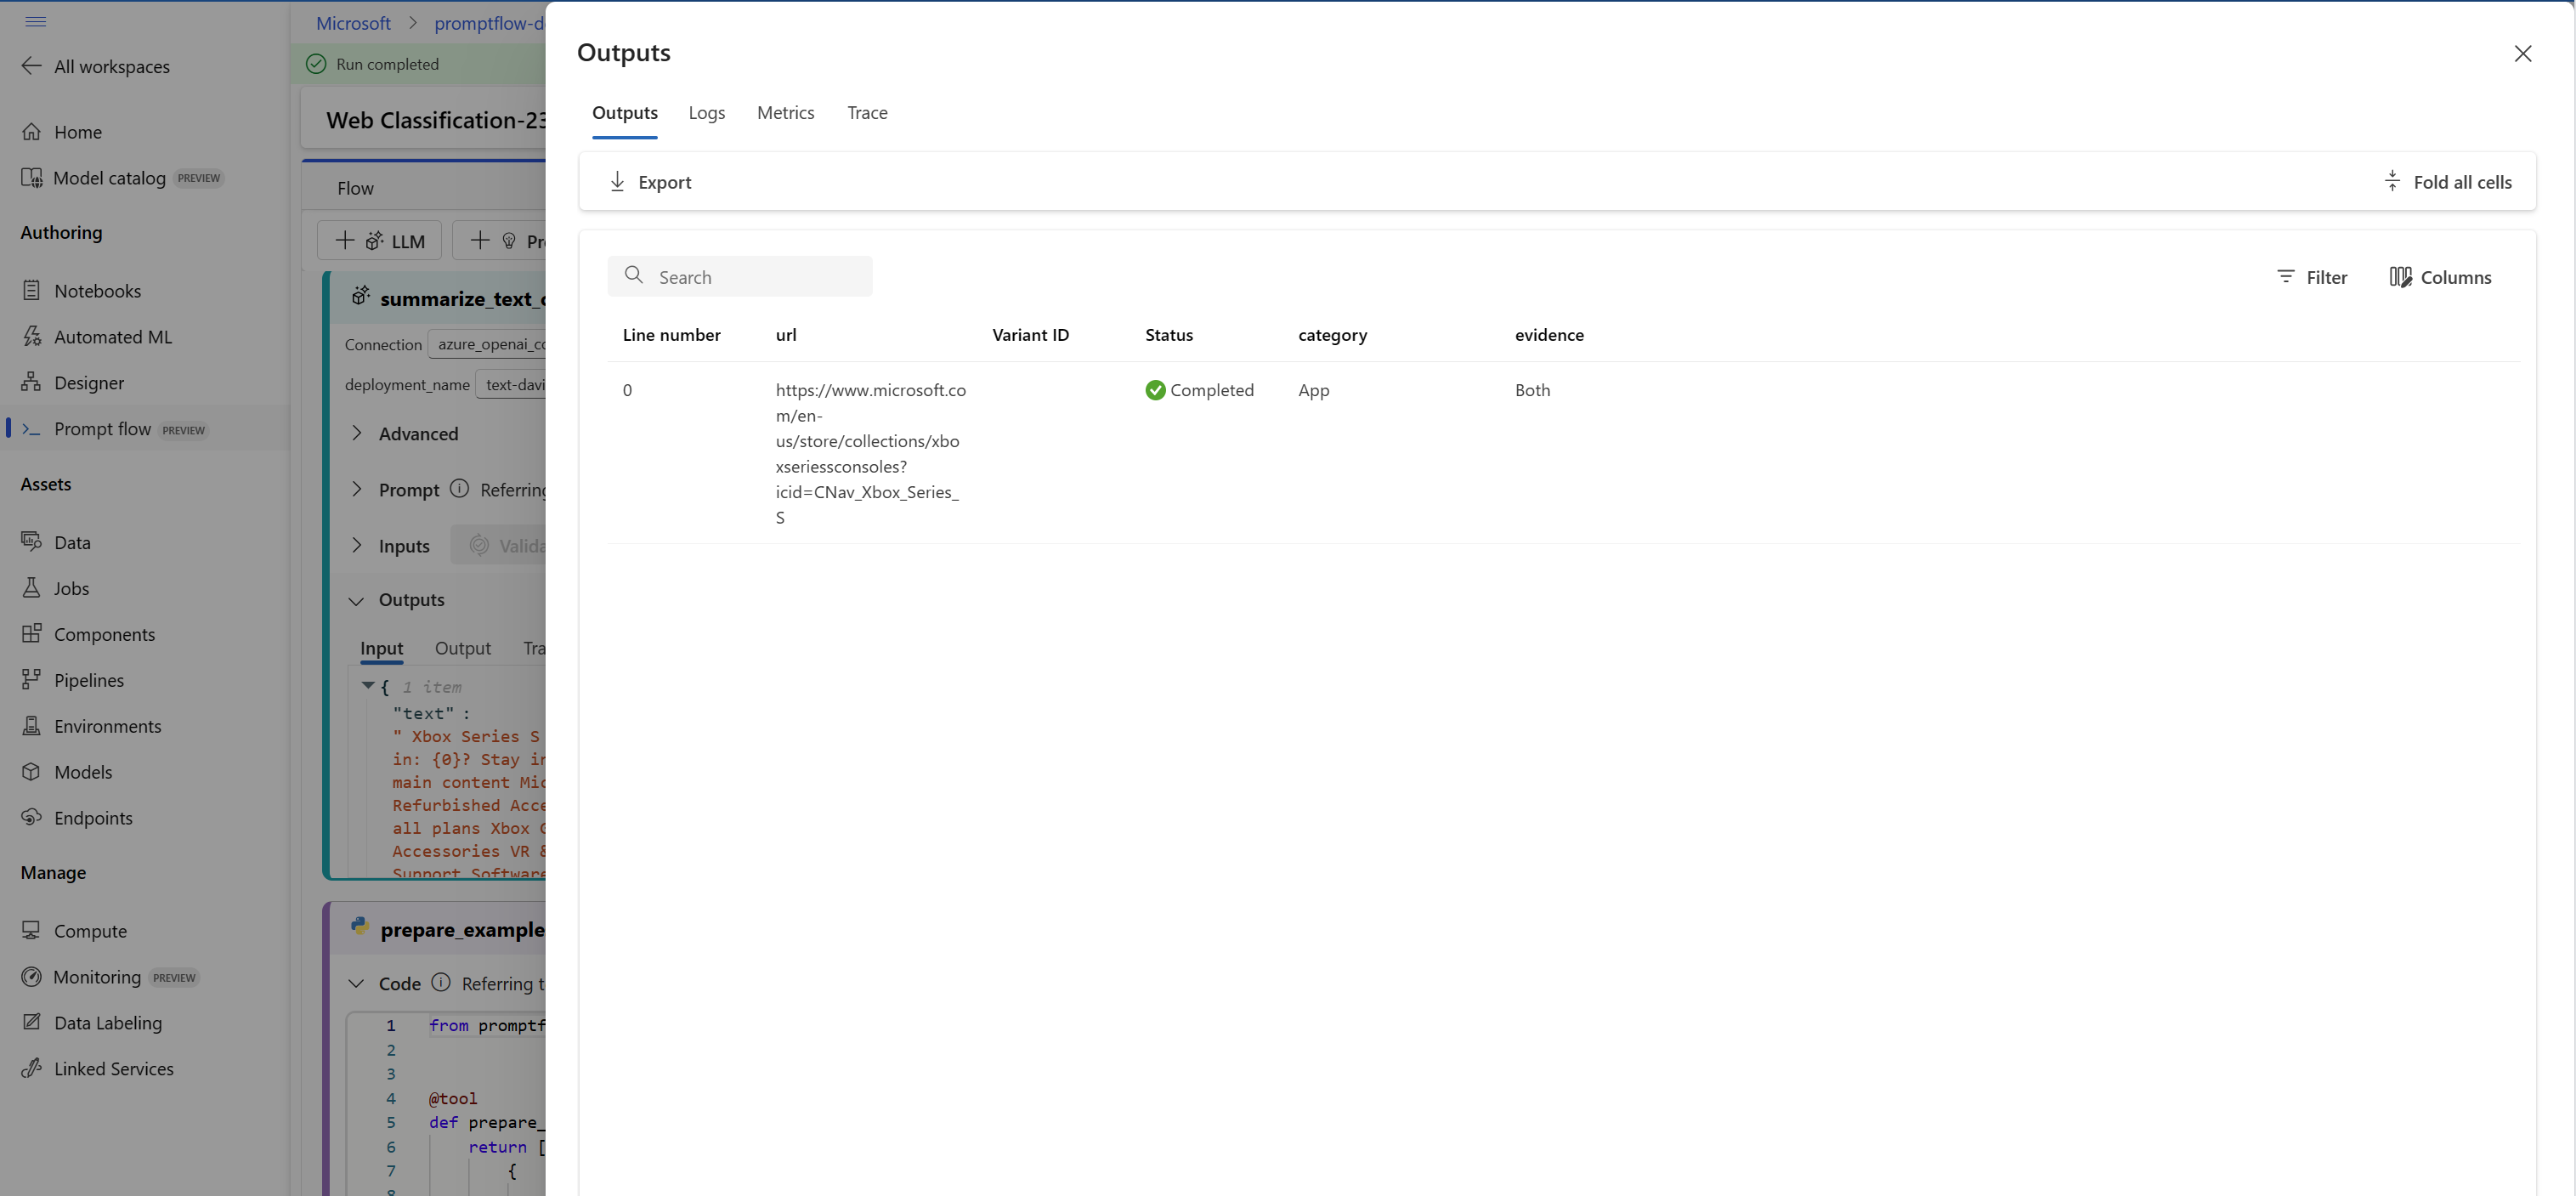 Microsoft > promptflow-d
All workspaces
Home
Model catalog PREVIEW
Authoring
Notebooks
Automated ML
Designer
Prompt flow PREVIEW
Assets
Data
Jobs
Components
Pipelines
Environments
Models
Endpoints
Manage
Compute
Monitoring PREVIEW
Data Labeling
Linked Services
Run completed
Web Classification-23
Flow
LLM Pr
summarize_text_c
Connection azure_openai_co
deployment_name text-davi
Advanced
Prompt Referring
Inputs Valida
Outputs
Input Output Tra
{ 1 item
"text" :
" Xbox Series S
in: {0}? Stay in
main content Mic
Refurbished Acce
all plans Xbox G
Accessories VR &
Support Software
prepare_example
Code Referring t
1 from promptf
2
3
4 @tool
5 def prepare_
6 return [
7 {
8
Outputs
Outputs Logs Metrics Trace
Export Fold all cells
Search Filter Columns
Line number url Variant ID Status category evidence
0 https://www.microsoft.co Completed App Both
m/en-
us/store/collections/xbo
xseriessconsoles?
icid=CNav_Xbox_Series_
S